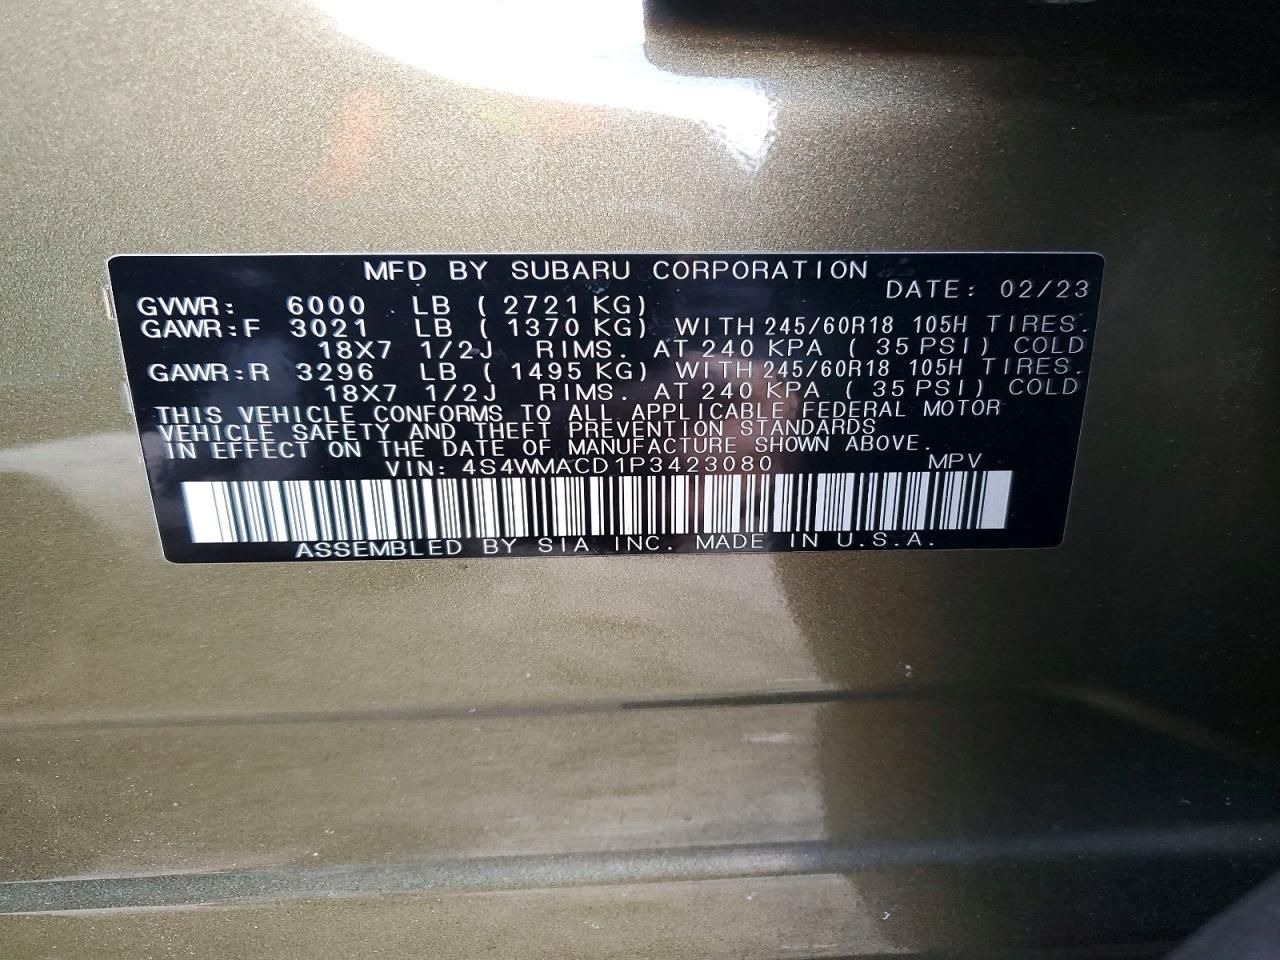 MFD BY SUBARU CORPORATION
DATE: 02/23
GVWR: 6000 LB ( 2721 KG)
GAWR:F 3021 LB ( 1370 KG) WITH 245/60R18 105H TIRES.
18X7 1/2J RIMS. AT 240 KPA ( 35 PSI) COLD
GAWR:R 3296 LB ( 1495 KG) WITH 245/60R18 105H TIRES.
18X7 1/2J RIMS. AT 240 KPA ( 35 PSI) COLD
THIS VEHICLE CONFORMS TO ALL APPLICABLE FEDERAL MOTOR
VEHICLE SAFETY AND THEFT PREVENTION STANDARDS
IN EFFECT ON THE DATE OF MANUFACTURE SHOWN ABOVE.
VIN: 4S4WMACD1P3423080 MPV
ASSEMBLED BY SIA INC. MADE IN U.S.A.